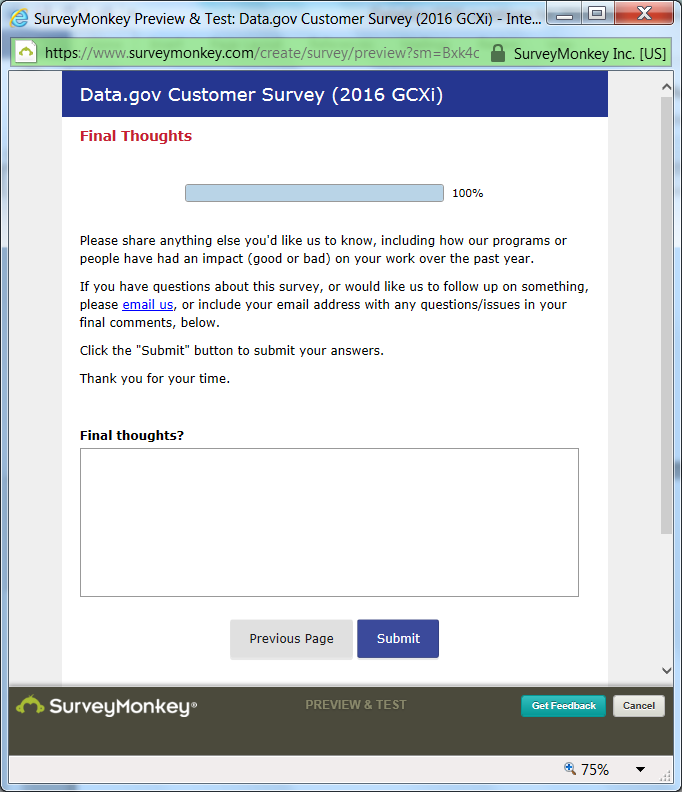 SurveyMonkey Preview & Test: Data.gov Customer Survey (2016 GCXi) - Inte...
https://www.surveymonkey.com/create/survey/preview?sm=Bxk4c SurveyMonkey Inc. [US]
Data.gov Customer Survey (2016 GCXi)
Final Thoughts
100%
Please share anything else you'd like us to know, including how our programs or
people have had an impact (good or bad) on your work over the past year.
If you have questions about this survey, or would like us to follow up on something,
please email us, or include your email address with any questions/issues in your
final comments, below.
Click the "Submit" button to submit your answers.
Thank you for your time.
Final thoughts?
Previous Page Submit
SurveyMonkey® PREVIEW & TEST Get Feedback Cancel
75%